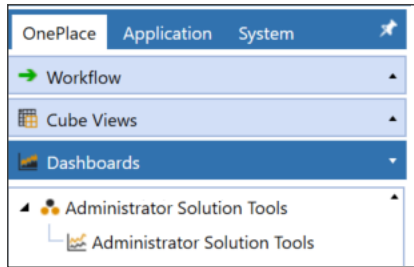 OnePlace Application System
Workflow
Cube Views
Dashboards
Administrator Solution Tools
Administrator Solution Tools